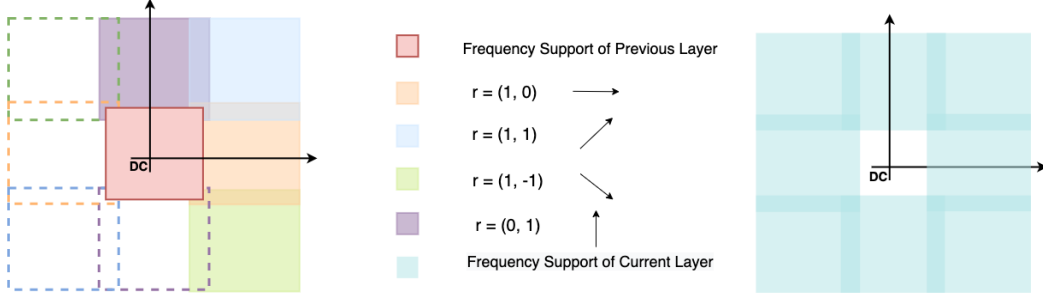 DC
Frequency Support of Previous Layer
r = (1, 0)
r = (1, 1)
r = (1, -1)
r = (0, 1)
Frequency Support of Current Layer
DC